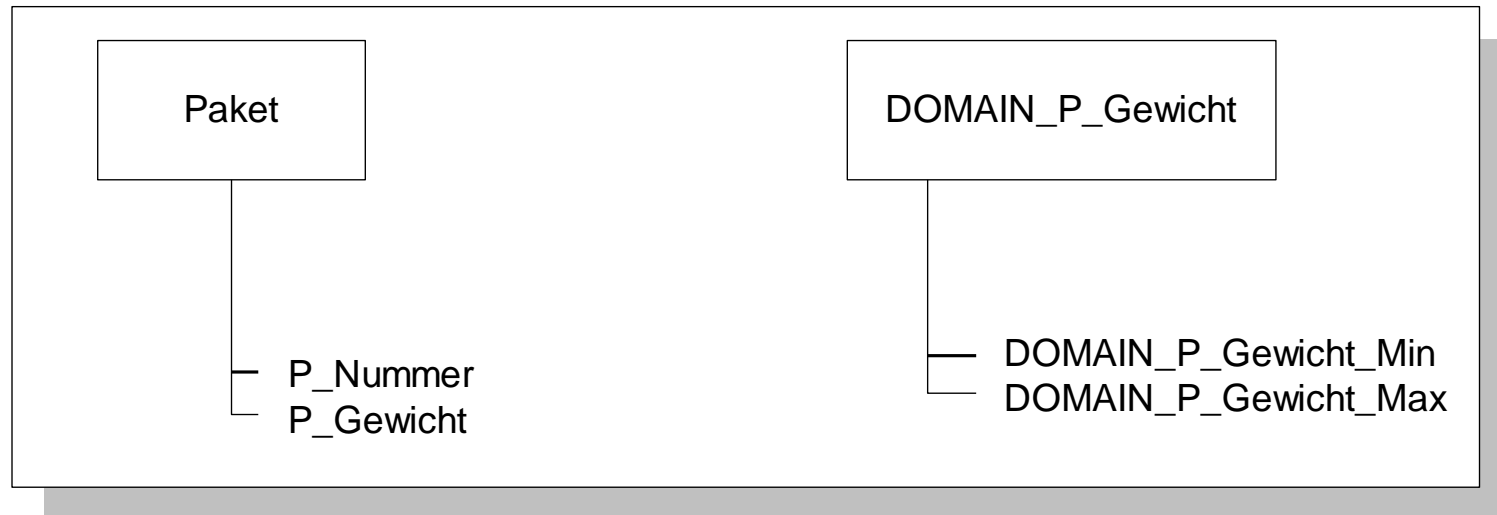 Paket
DOMAIN_P_Gewicht
P_Nummer
P_Gewicht
DOMAIN_P_Gewicht_Min
DOMAIN_P_Gewicht_Max